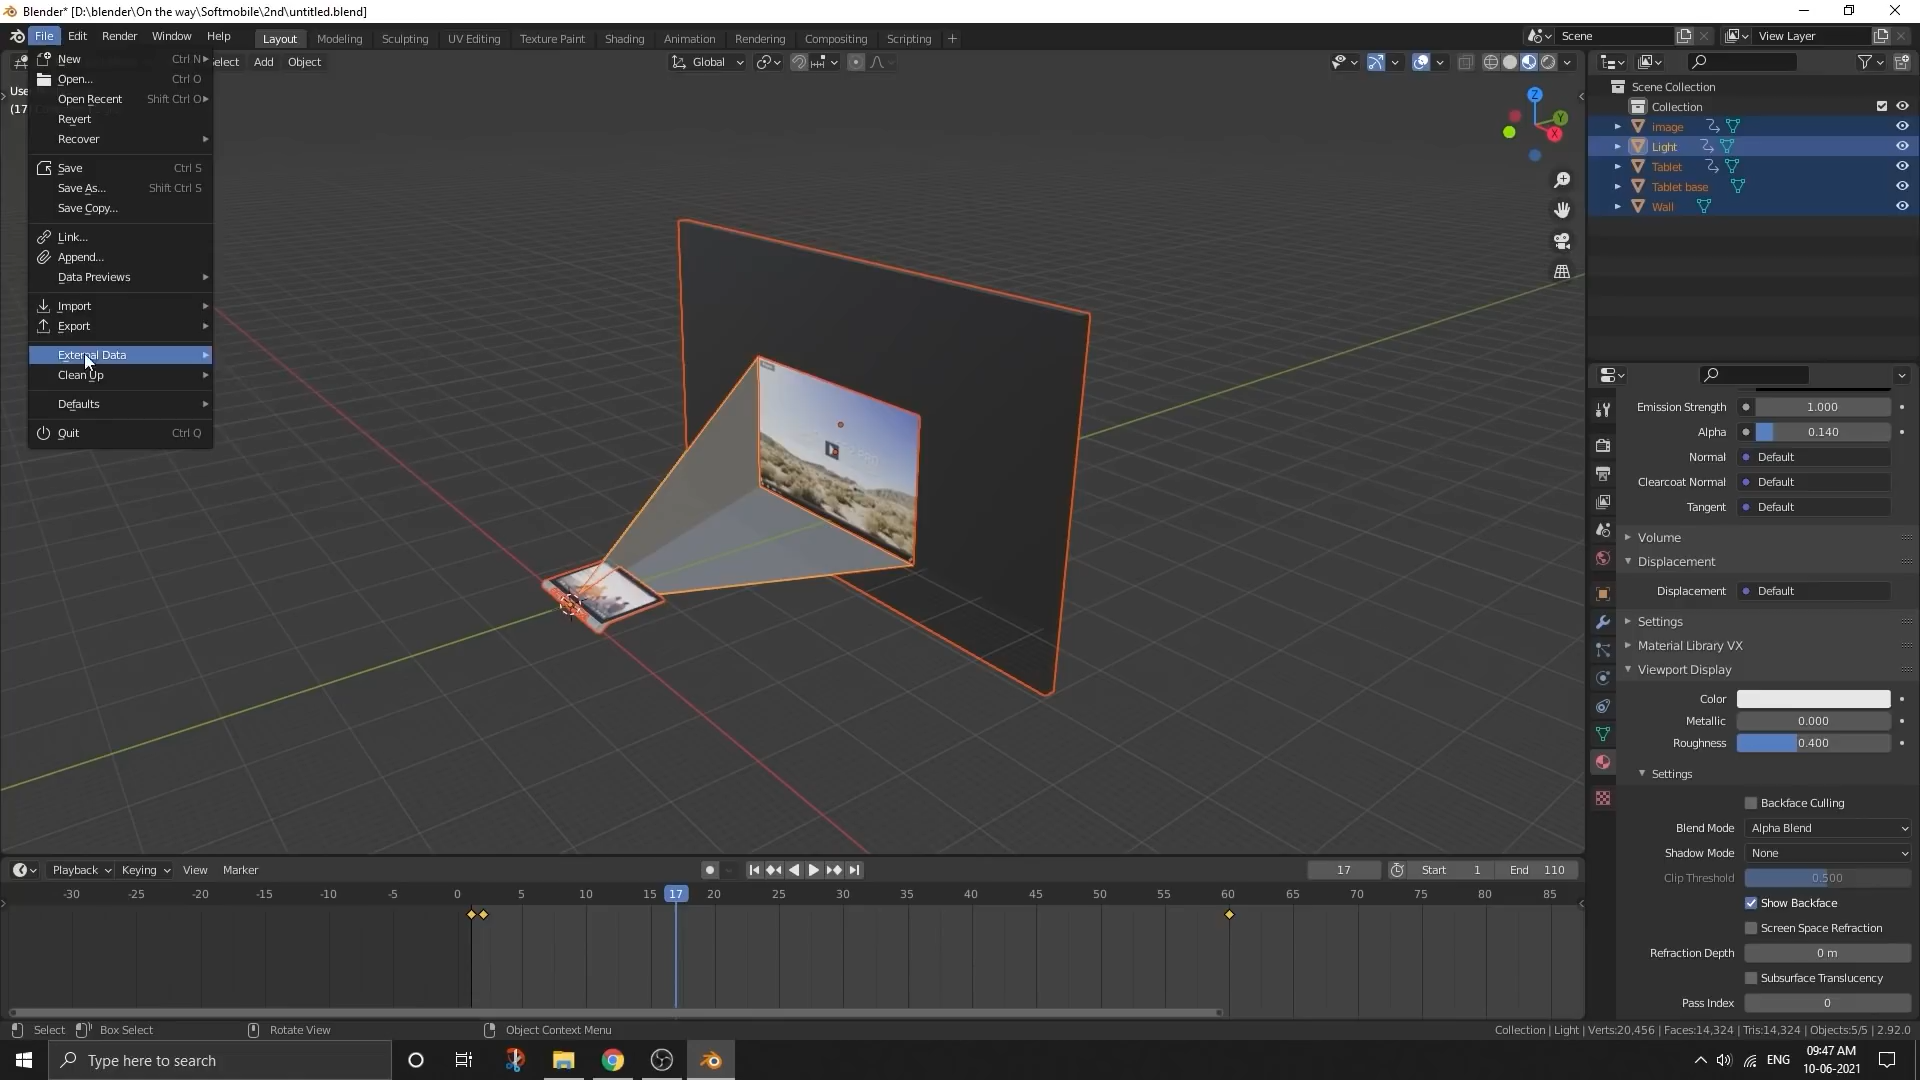 Blender* [D:\blender\On the way\Softmobile\2nd\untitled.blend]
File Edit Render Window Help
Layout Modeling Sculpting UV Editing Texture Paint Shading Animation Rendering Compositing Scripting +
Scene
View Layer
New Ctrl N
Open... Ctrl O
Open Recent Shift Ctrl O
Revert
Recover
Save Ctrl S
Save As... Shift Ctrl S
Save Copy...
Link...
Append...
Data Previews
Import
Export
External Data
Clean Up
Defaults
Quit Ctrl Q
Use
(17
elect Add Object
Global
Z
Y
X
Scene Collection
Collection
image
Light
Tablet
Tablet base
Wall
Emission Strength 1.000
Alpha 0.140
Normal Default
Clearcoat Normal Default
Tangent Default
Volume
Displacement
Displacement Default
Settings
Material Library VX
Viewport Display
Color
Metallic 0.000
Roughness 0.400
Settings
Backface Culling
Blend Mode Alpha Blend
Shadow Mode None
Clip Threshold 0.500
Show Backface
Screen Space Refraction
Refraction Depth 0 m
Subsurface Translucency
Pass Index 0
Playback Keying View Marker
17 Start 1 End 110
-30 -25 -20 -15 -10 -5 0 5 10 15 17 20 25 30 35 40 45 50 55 60 65 70 75 80 85
Select Box Select Rotate View Object Context Menu
Collection | Light | Verts:20,456 | Faces:14,324 | Tris:14,324 | Objects:5/5 | 2.92.0
Type here to search
ENG
09:47 AM
10-06-2021